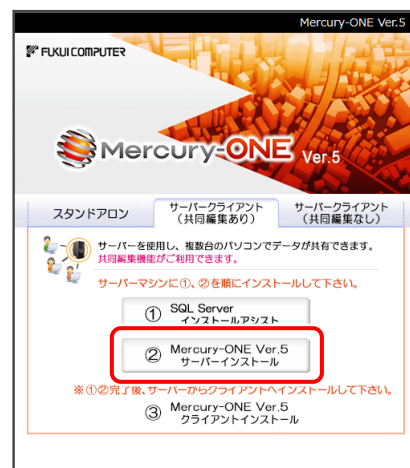 Mercury-ONE Ver.5
FUKUI COMPUTER
Mercury-ONE Ver.5
スタンドアロン
サーバークライアント
（共同編集あり）
サーバークライアント
（共同編集なし）
サーバーを使用し、複数台のパソコンでデータが共有できます。
共同編集機能がご利用できます。
サーバーマシンに①、②を順にインストールして下さい。
① SQL Server
インストールアシスト
② Mercury-ONE Ver.5
サーバーインストール
※①②完了後、サーバーからクライアントへインストールして下さい。
③ Mercury-ONE Ver.5
クライアントインストール